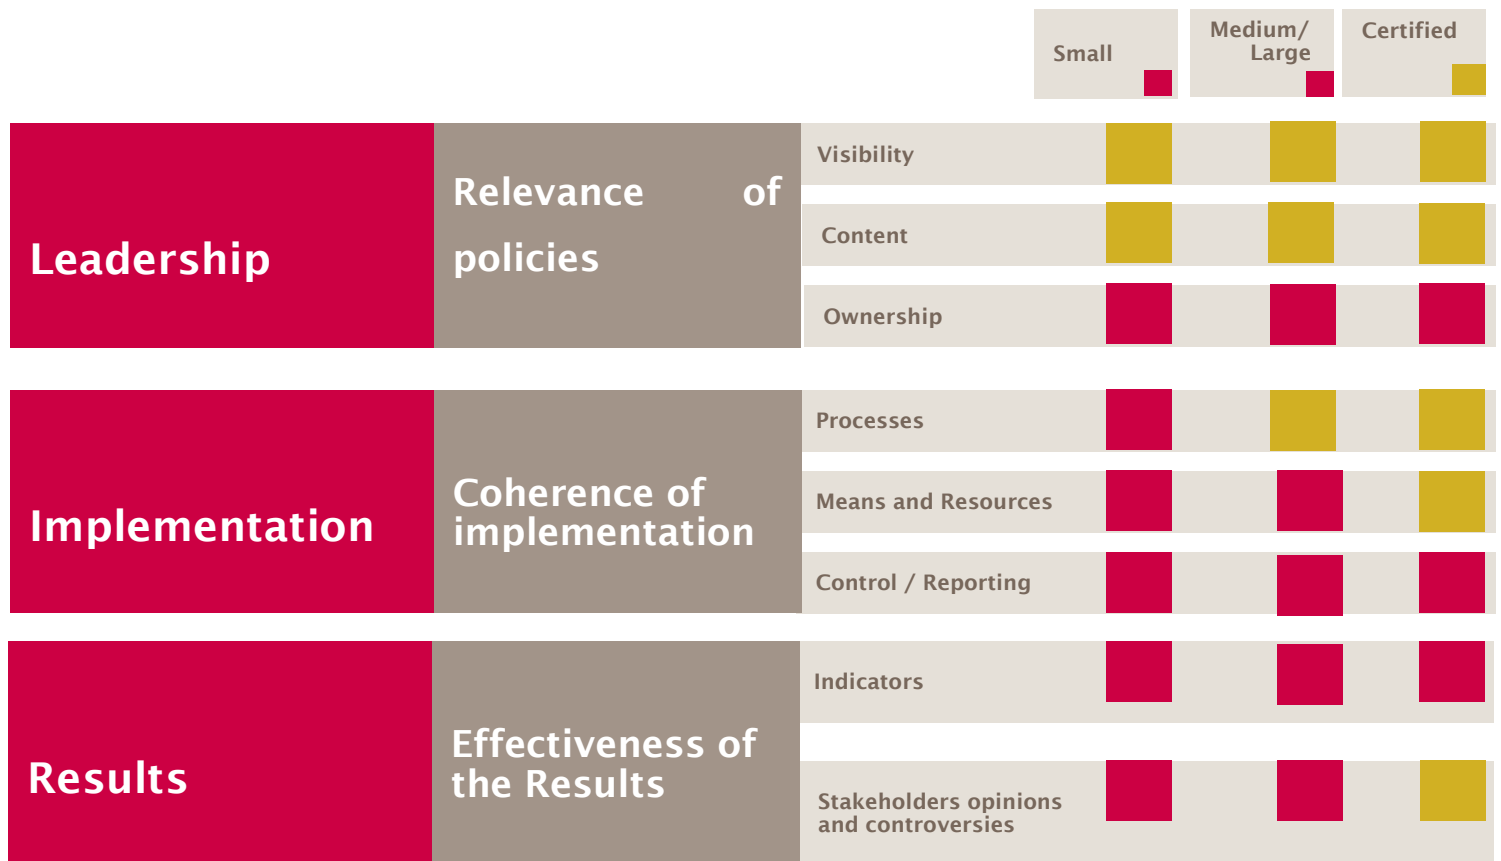 Small
Medium/
Large
Certified
Leadership
Relevance of
policies
Visibility
Content
Ownership
Implementation
Coherence of
implementation
Processes
Means and Resources
Control / Reporting
Results
Effectiveness of
the Results
Indicators
Stakeholders opinions
and controversies